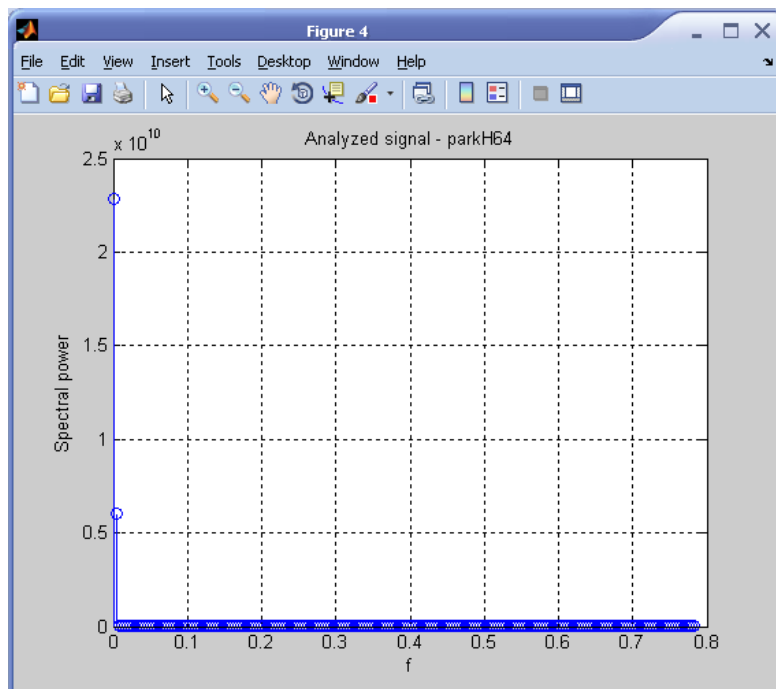 Figure 4
File Edit View Insert Tools Desktop Window Help
Analyzed signal - parkH64
x 10^10
2.5
2
1.5
1
0.5
0
Spectral power
0 0.1 0.2 0.3 0.4 0.5 0.6 0.7 0.8
f